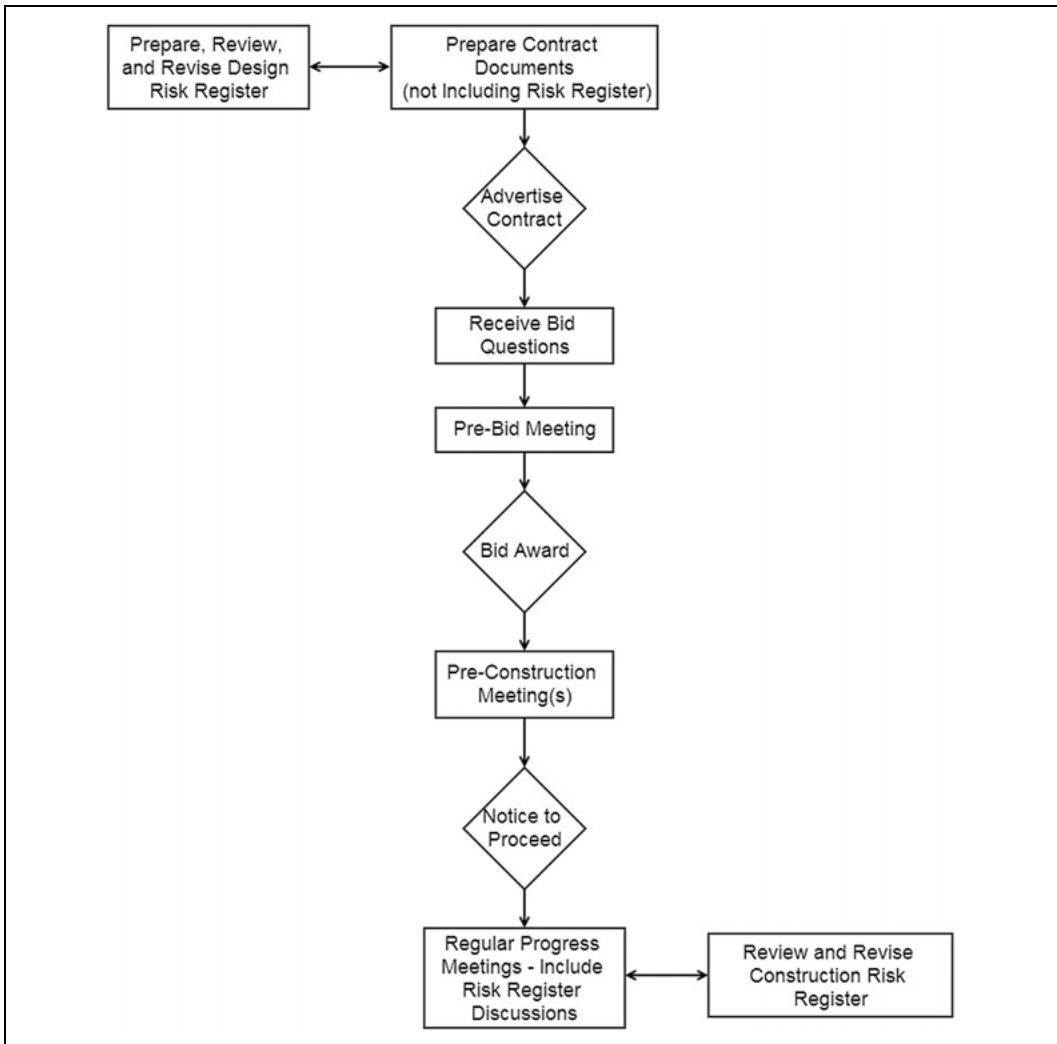 Prepare, Review,
and Revise Design
Risk Register
Prepare Contract
Documents
(not Including Risk Register)
Advertise
Contract
Receive Bid
Questions
Pre-Bid Meeting
Bid Award
Pre-Construction
Meeting(s)
Notice to
Proceed
Regular Progress
Meetings - Include
Risk Register
Discussions
Review and Revise
Construction Risk
Register